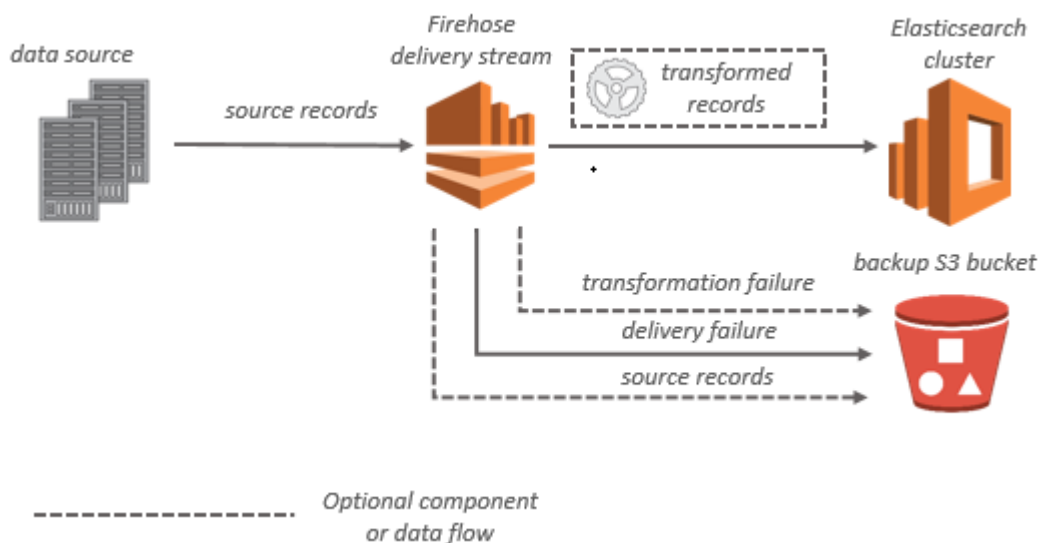 data source
source records
Firehose
delivery stream
transformed
records
Elasticsearch
cluster
backup S3 bucket
transformation failure
delivery failure
source records
Optional component
or data flow